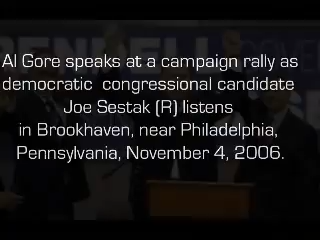 Al Gore speaks at a campaign rally as
democratic congressional candidate
Joe Sestak (R) listens
in Brookhaven, near Philadelphia,
Pennsylvania, November 4, 2006.